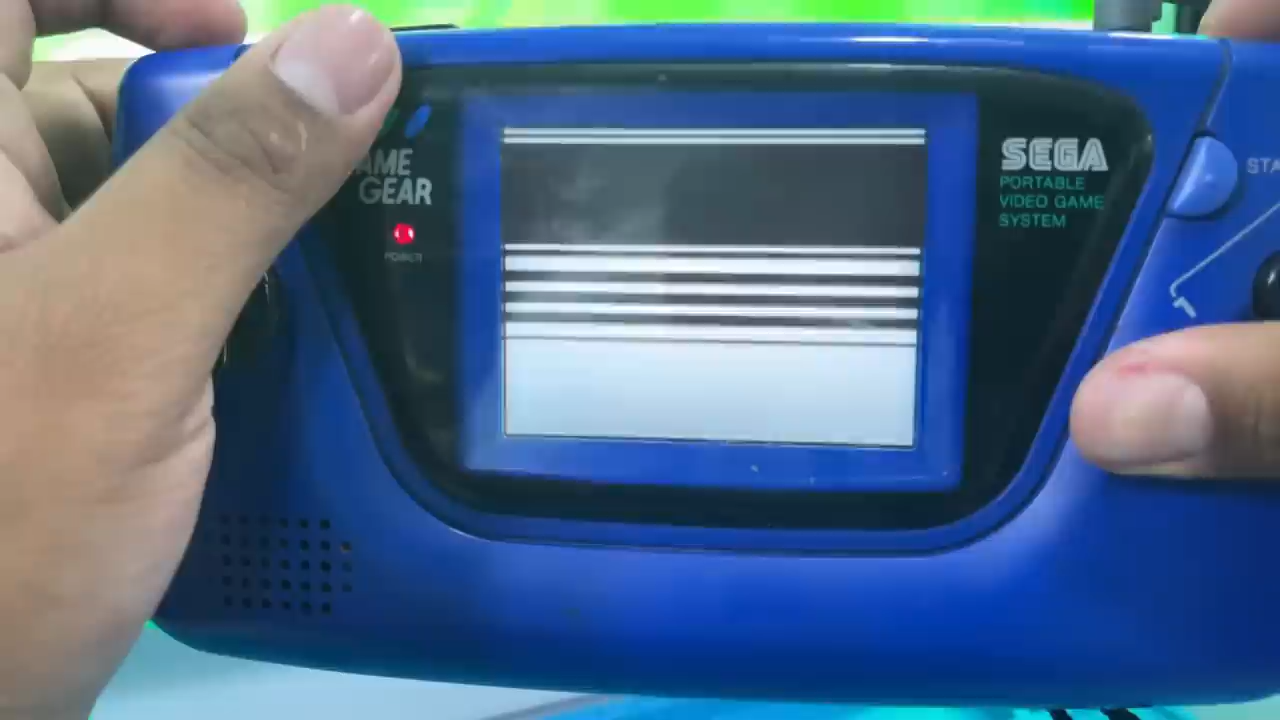 AME
GEAR
POWER
SEGA
PORTABLE
VIDEO GAME
SYSTEM
STA